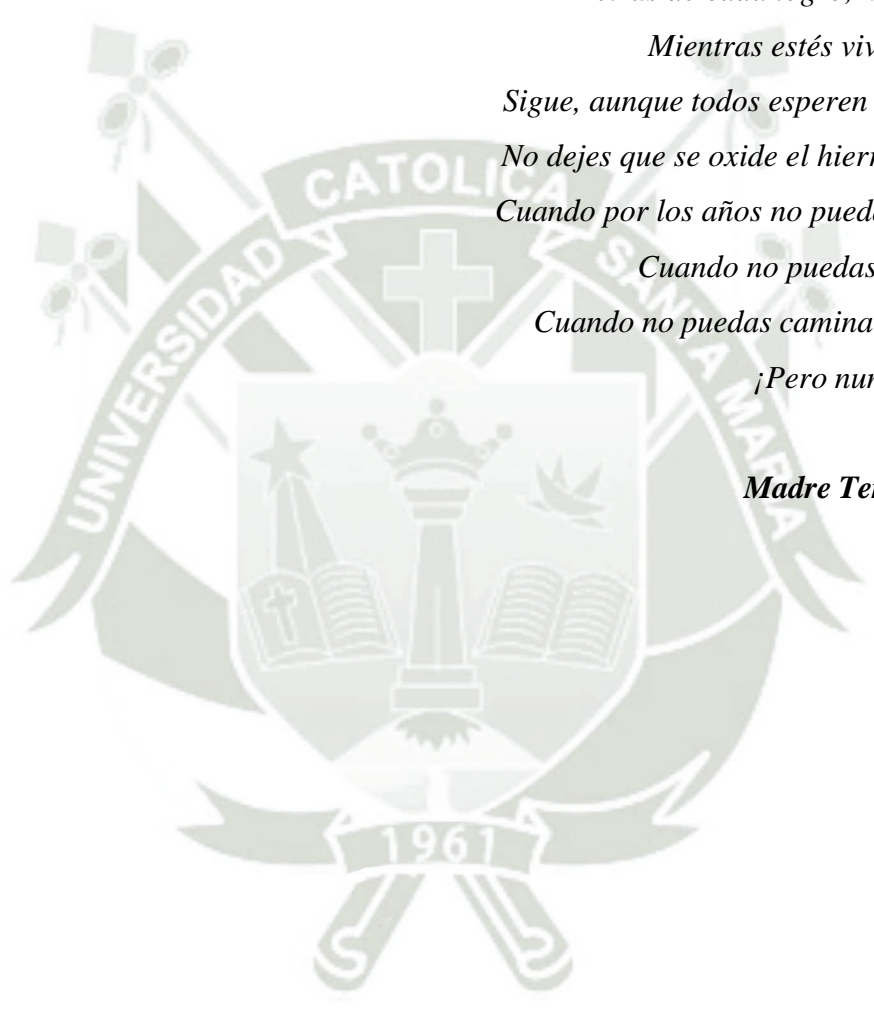 Mientras estés viv
Sigue, aunque todos esperen
No dejes que se oxide el hierr
Cuando por los años no pued
Cuando no puedas
Cuando no puedas camina
¡Pero nu
Madre Te
UNIVERSIDAD CATOLICA SANTA MARIA
1961